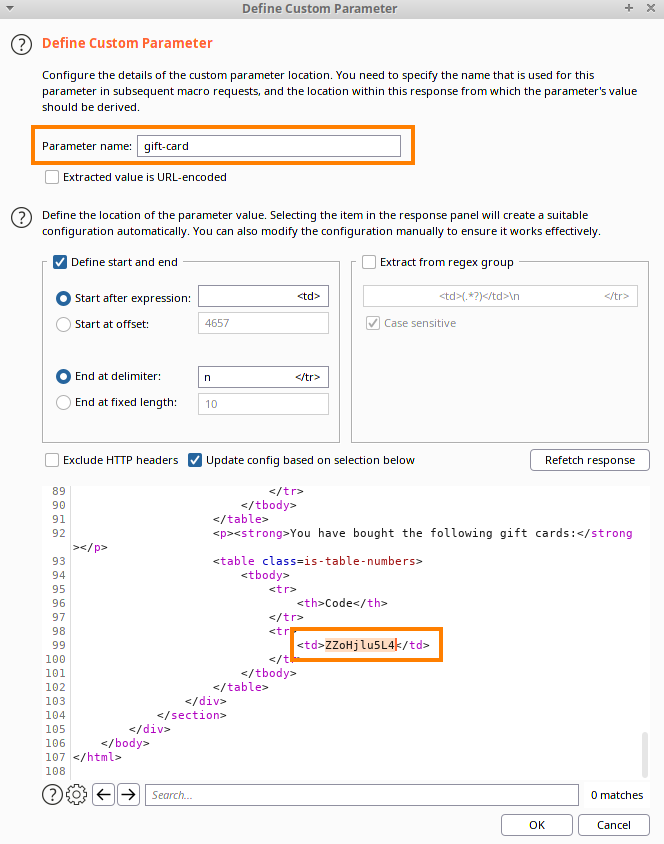 Define Custom Parameter
Define Custom Parameter
Configure the details of the custom parameter location. You need to specify the name that is used for this
parameter in subsequent macro requests, and the location within this response from which the parameter's value
should be derived.
Parameter name: gift-card
Extracted value is URL-encoded
Define the location of the parameter value. Selecting the item in the response panel will create a suitable
configuration automatically. You can also modify the configuration manually to ensure it works effectively.
Define start and end
Start after expression: <td>
Start at offset: 4657
End at delimiter: n </tr>
End at fixed length: 10
Extract from regex group
<td>(.*?)</td>\n </tr>
Case sensitive
Exclude HTTP headers Update config based on selection below Refetch response
89 </tr>
90 </tbody>
91 </table>
92 <p><strong>You have bought the following gift cards:</strong
></p>
93 <table class=is-table-numbers>
94 <tbody>
95 <tr>
96 <th>Code</th>
97 </tr>
98 <tr>
99 <td>ZZoHjlu5L4</td>
100 </tr>
101 </tbody>
102 </table>
103 </div>
104 </section>
105 </div>
106 </body>
107 </html>
108
Search... 0 matches
OK Cancel